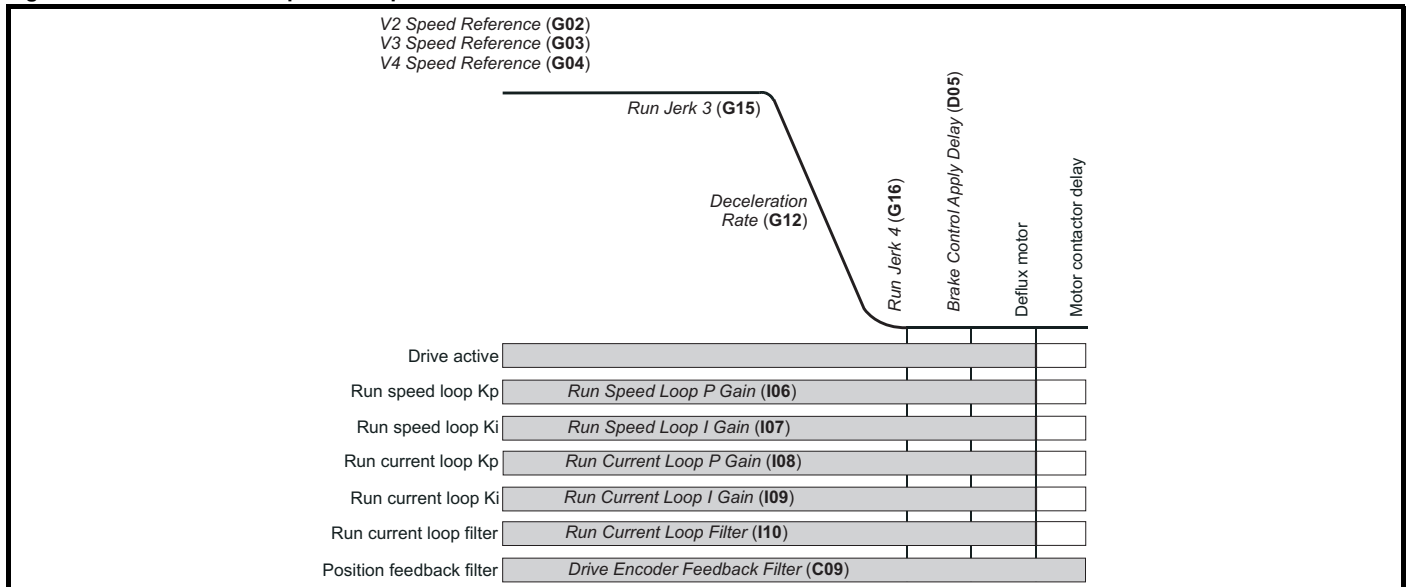 V2 Speed Reference (G02)
V3 Speed Reference (G03)
V4 Speed Reference (G04)
Run Jerk 3 (G15)
Deceleration
Rate (G12)
Run Jerk 4 (G16)
Brake Control Apply Delay (D05)
Deflux motor
Motor contactor delay
Drive active
Run speed loop Kp
Run Speed Loop P Gain (I06)
Run speed loop Ki
Run Speed Loop I Gain (I07)
Run current loop Kp
Run Current Loop P Gain (I08)
Run current loop Ki
Run Current Loop I Gain (I09)
Run current loop filter
Run Current Loop Filter (I10)
Position feedback filter
Drive Encoder Feedback Filter (C09)